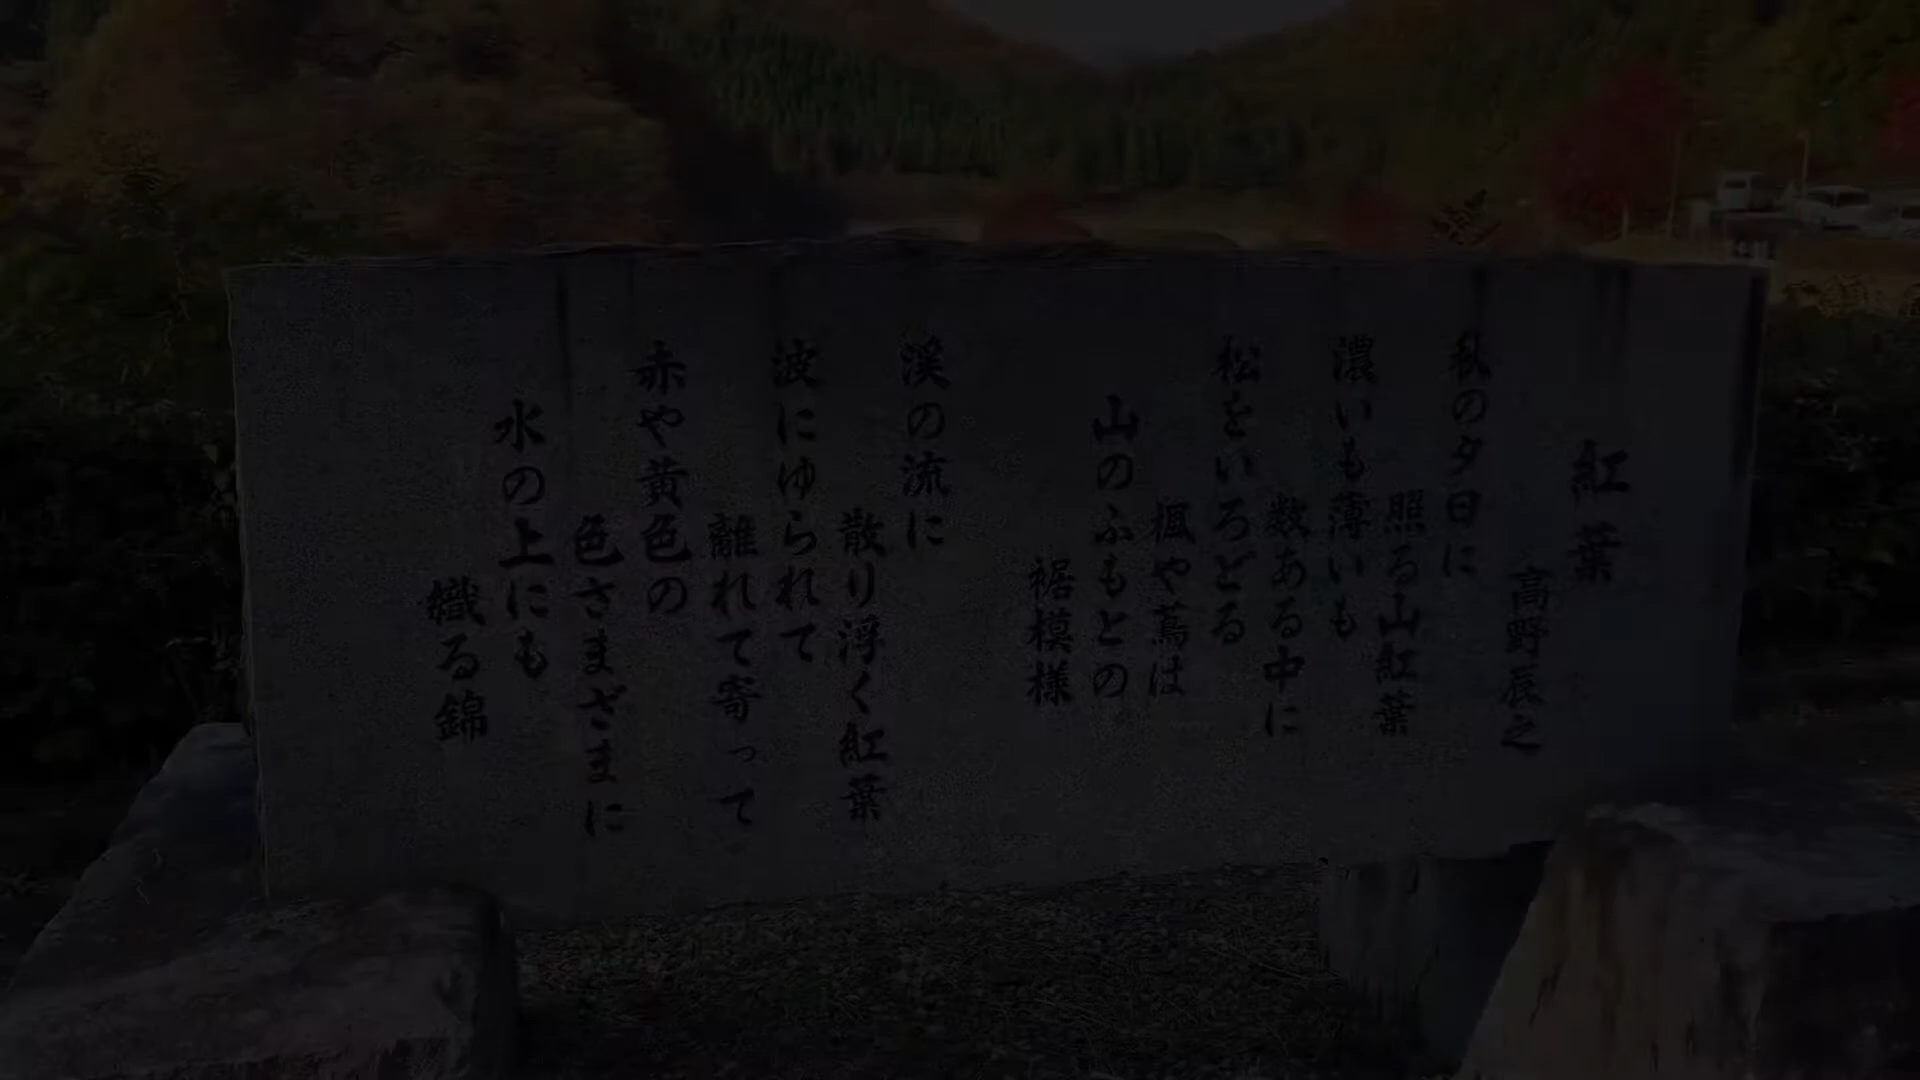 紅葉
高野辰之
秋の夕日に
照る山紅葉
濃いも薄いも
数ある中に
松をいろどる
楓や蔦は
山のふもとの
裾模様
渓の流に
散り浮く紅葉
波にゆられて
離れて寄って
赤や黄色の
色さまざまに
水の上にも
織る錦